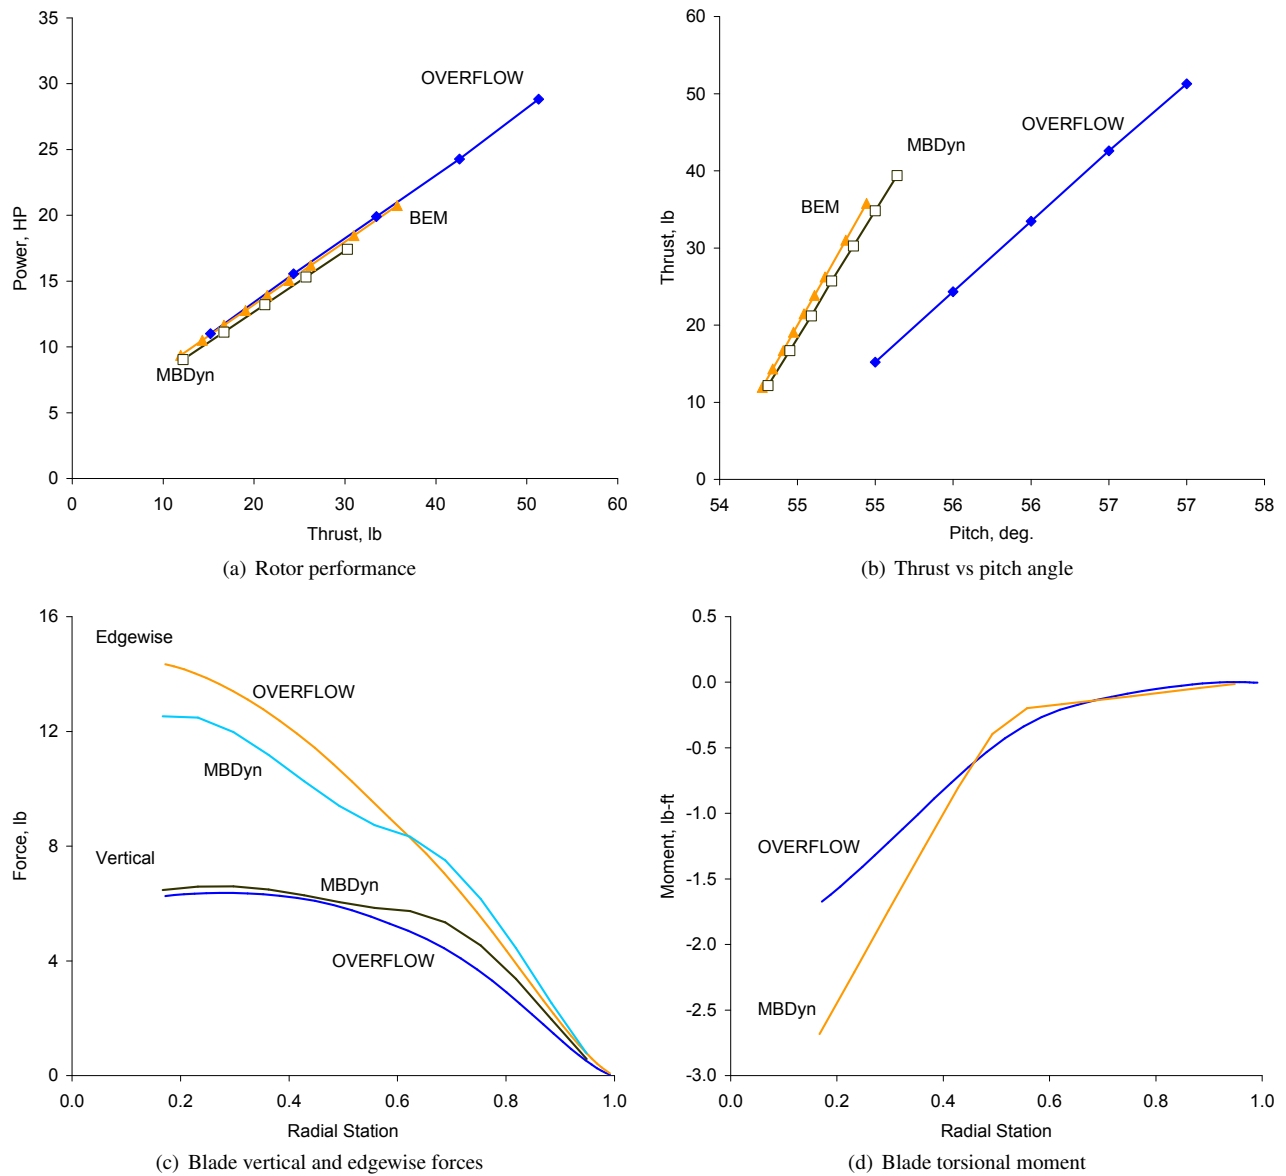 35
30
25
20
15
10
5
0
Power, HP
OVERFLOW
BEM
MBDyn
0 10 20 30 40 50 60
Thrust, lb
(a) Rotor performance
60
50
40
30
20
10
0
Thrust, lb
OVERFLOW
MBDyn
BEM
54 55 55 56 56 57 57 58
Pitch, deg.
(b) Thrust vs pitch angle
16
12
8
4
0
Force, lb
Edgewise
OVERFLOW
MBDyn
Vertical
MBDyn
OVERFLOW
0.0 0.2 0.4 0.6 0.8 1.0
Radial Station
(c) Blade vertical and edgewise forces
0.5
0.0
-0.5
-1.0
-1.5
-2.0
-2.5
-3.0
Moment, lb-ft
OVERFLOW
MBDyn
0.0 0.2 0.4 0.6 0.8 1.0
Radial Station
(d) Blade torsional moment